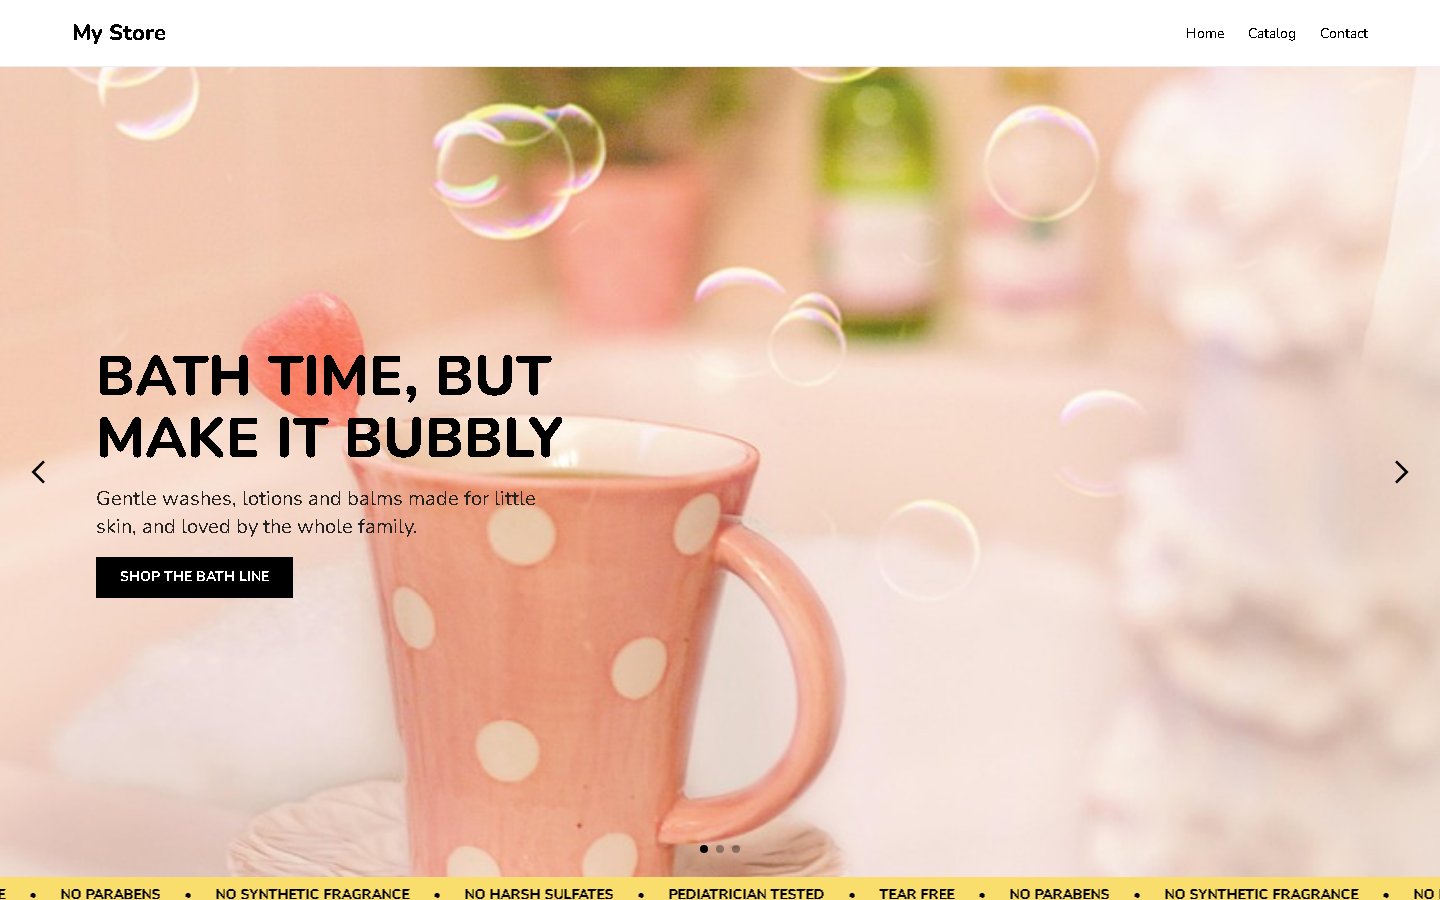 My Store
Home Catalog Contact
BATH TIME, BUT
MAKE IT BUBBLY
Gentle washes, lotions and balms made for little
skin, and loved by the whole family.
SHOP THE BATH LINE
E • NO PARABENS • NO SYNTHETIC FRAGRANCE • NO HARSH SULFATES • PEDIATRICIAN TESTED • TEAR FREE • NO PARABENS • NO SYNTHETIC FRAGRANCE • NO